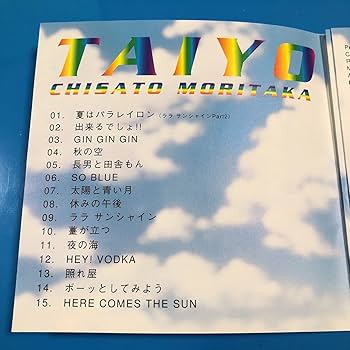 TAIYO
CHISATO MORITAKA
01. 夏はパラレイロン (ララ サンシャインPart2)
02. 出来るでしょ!!
03. GIN GIN GIN
04. 秋の空
05. 長男と田舎もん
06. SO BLUE
07. 太陽と青い月
08. 休みの午後
09. ララ サンシャイン
10. 薹が立つ
11. 夜の海
12. HEY! VODKA
13. 照れ屋
14. ボーッとしてみよう
15. HERE COMES THE SUN